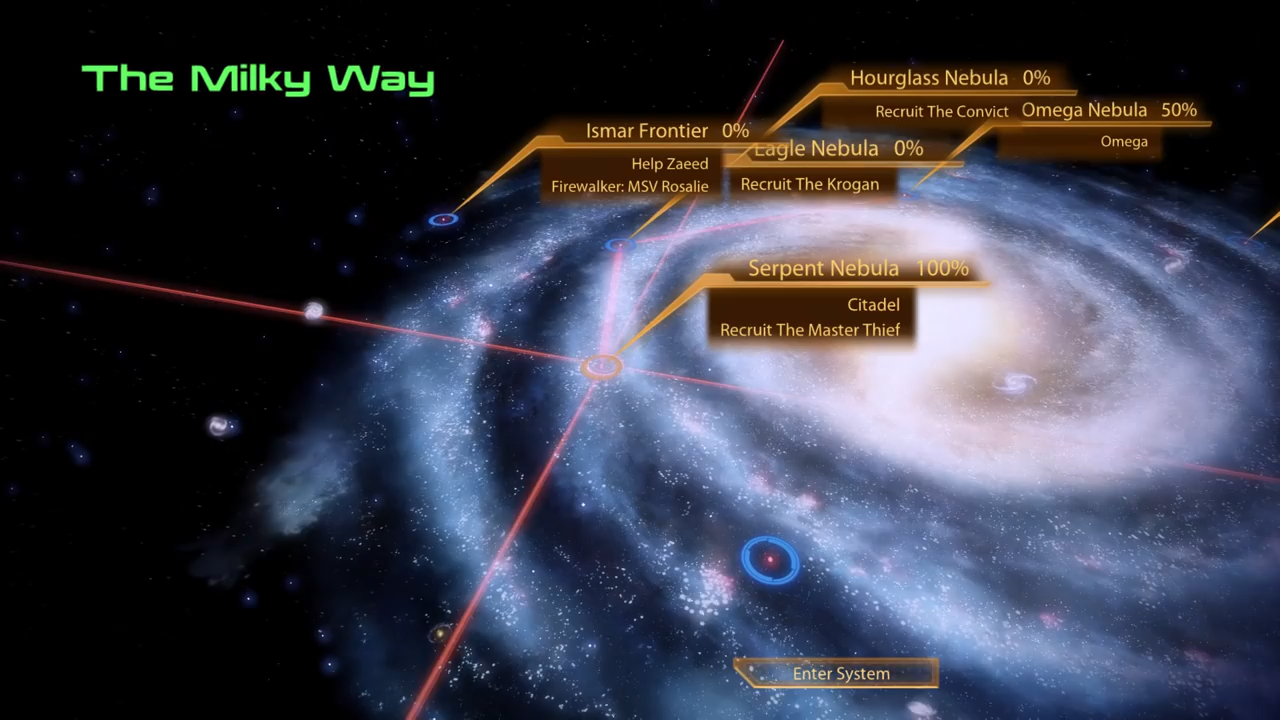 The Milky Way
Hourglass Nebula 0%
Recruit The Convict
Omega Nebula 50%
Omega
Ismar Frontier 0%
Help Zaeed
Firewalker: MSV Rosalie
Eagle Nebula 0%
Recruit The Krogan
Serpent Nebula 100%
Citadel
Recruit The Master Thief
Enter System